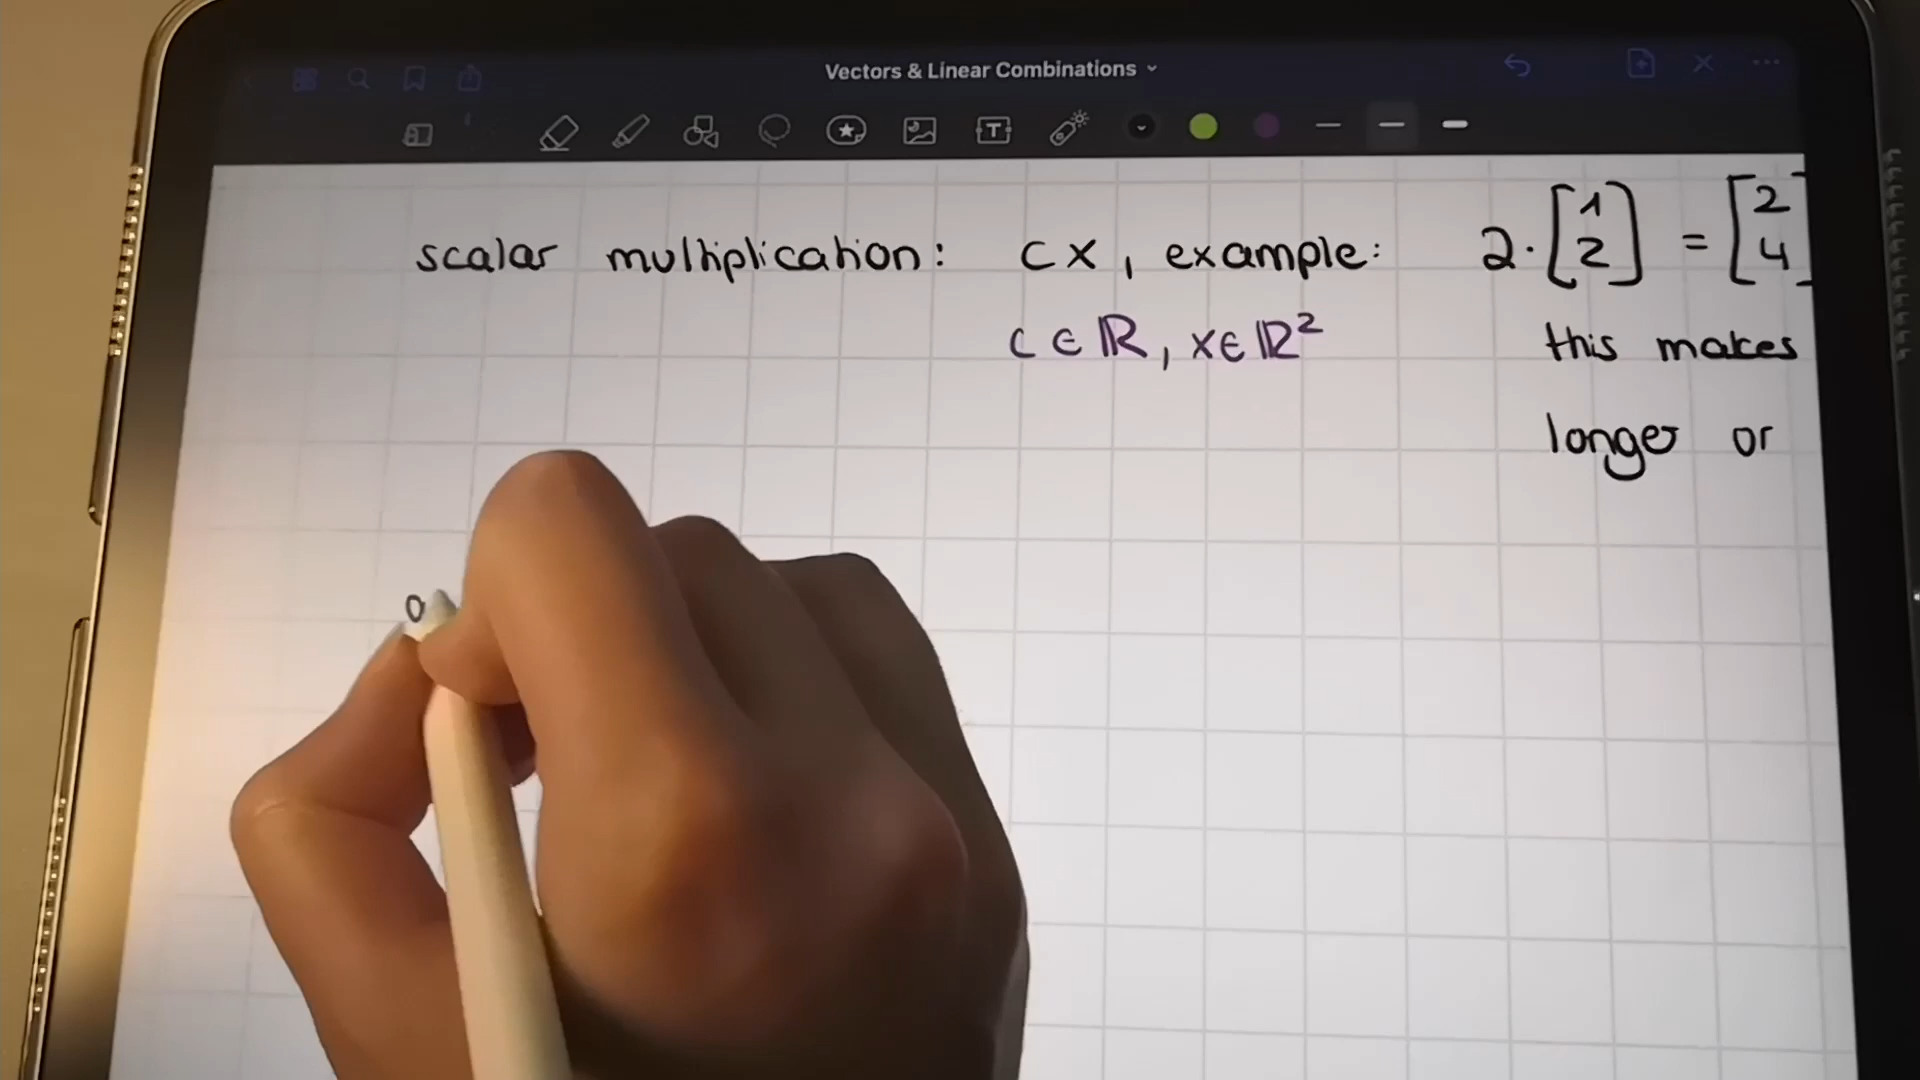 Vectors & Linear Combinations
scalar multiplication: cx, example: 2·[1 2] = [2 4]
c ∈ ℝ, x ∈ ℝ²
this makes
longer or